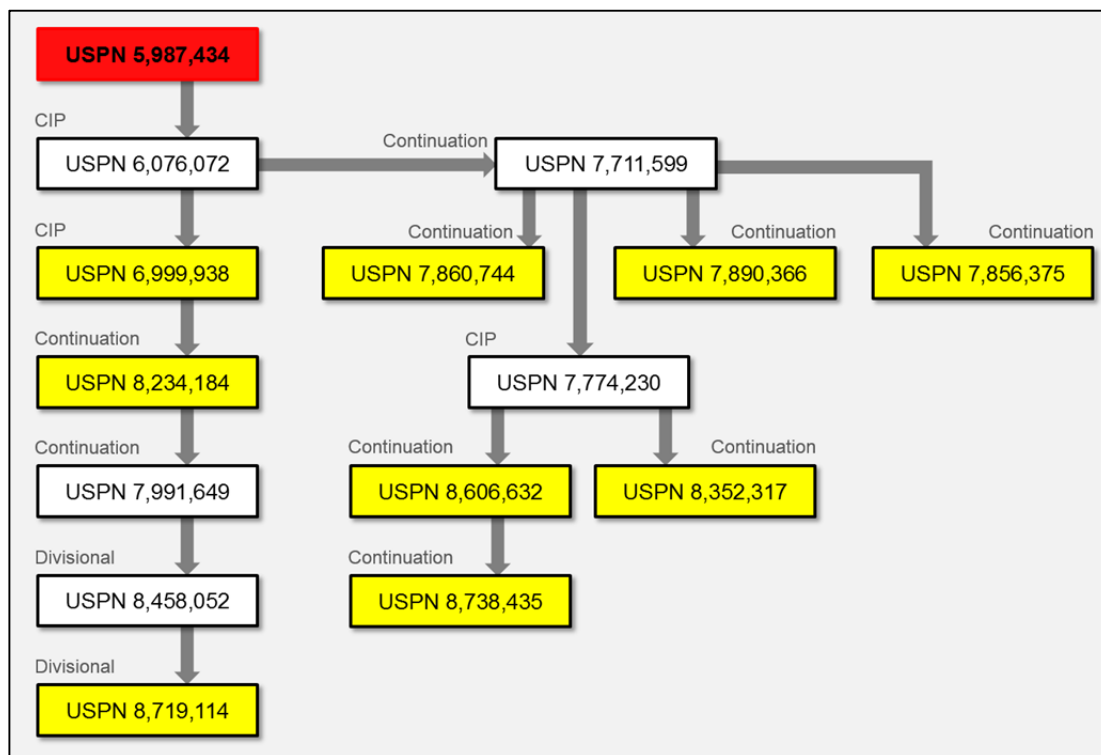 USPN 5,987,434
CIP
USPN 6,076,072
Continuation
USPN 7,711,599
CIP
USPN 6,999,938
Continuation
USPN 7,860,744
Continuation
USPN 7,890,366
Continuation
USPN 7,856,375
Continuation
USPN 8,234,184
CIP
USPN 7,774,230
Continuation
USPN 7,991,649
Continuation
USPN 8,606,632
Continuation
USPN 8,352,317
Divisional
USPN 8,458,052
Continuation
USPN 8,738,435
Divisional
USPN 8,719,114